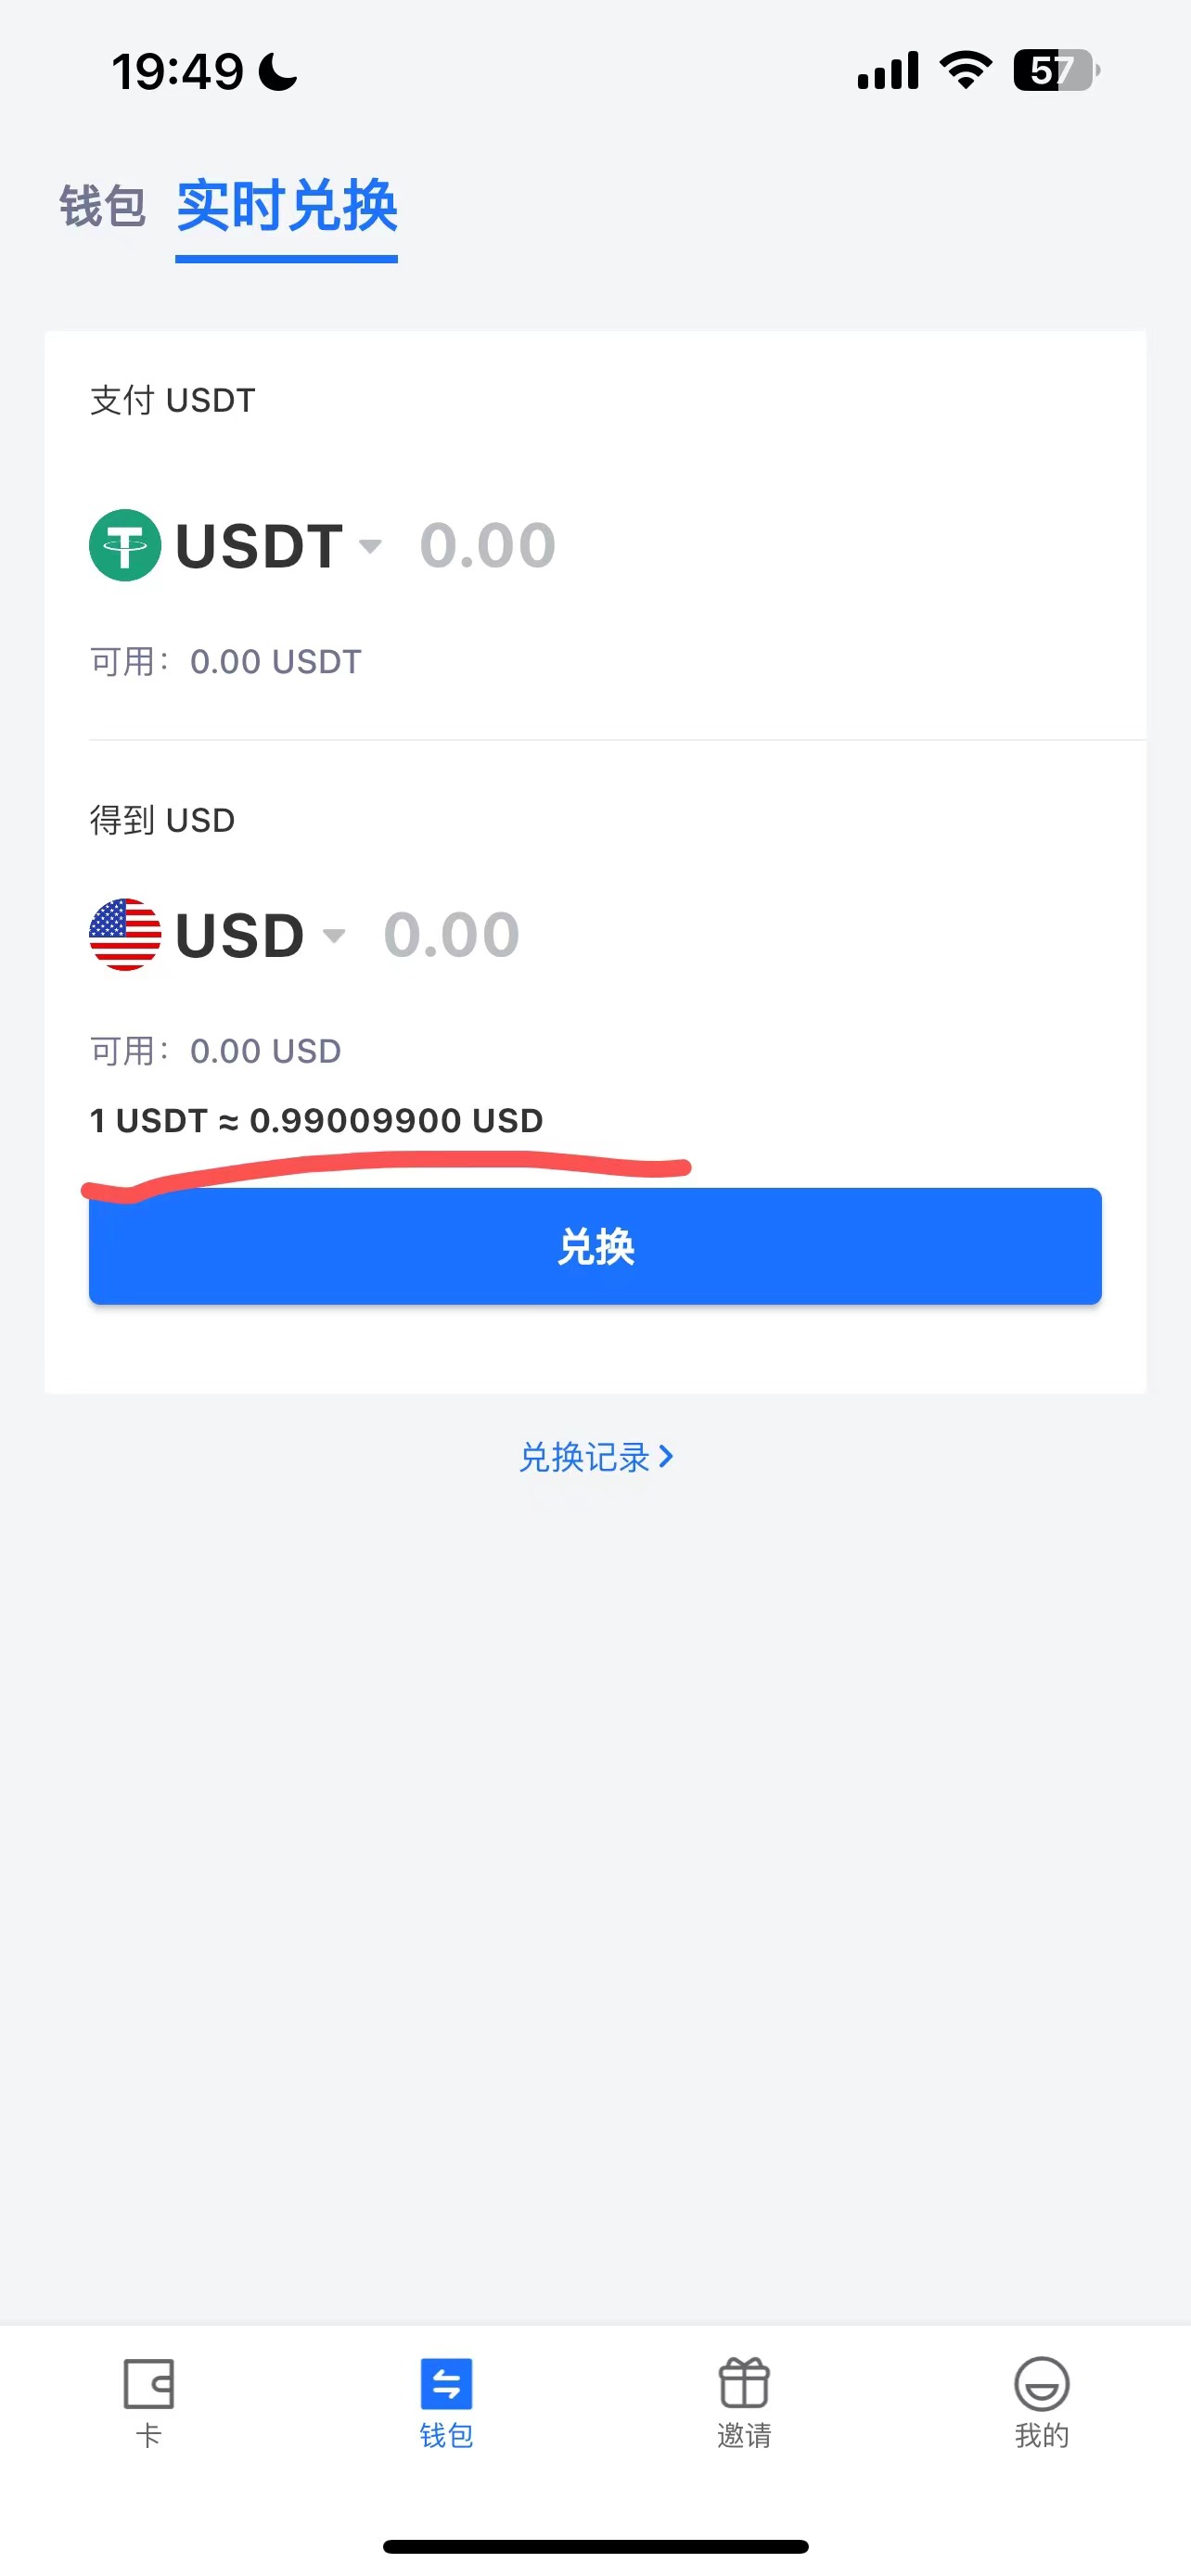 19:49
57
钱包 实时兑换
支付 USDT
USDT 0.00
可用： 0.00 USDT
得到 USD
USD 0.00
可用： 0.00 USD
1 USDT ≈ 0.99009900 USD
兑换
兑换记录
卡 钱包 邀请 我的